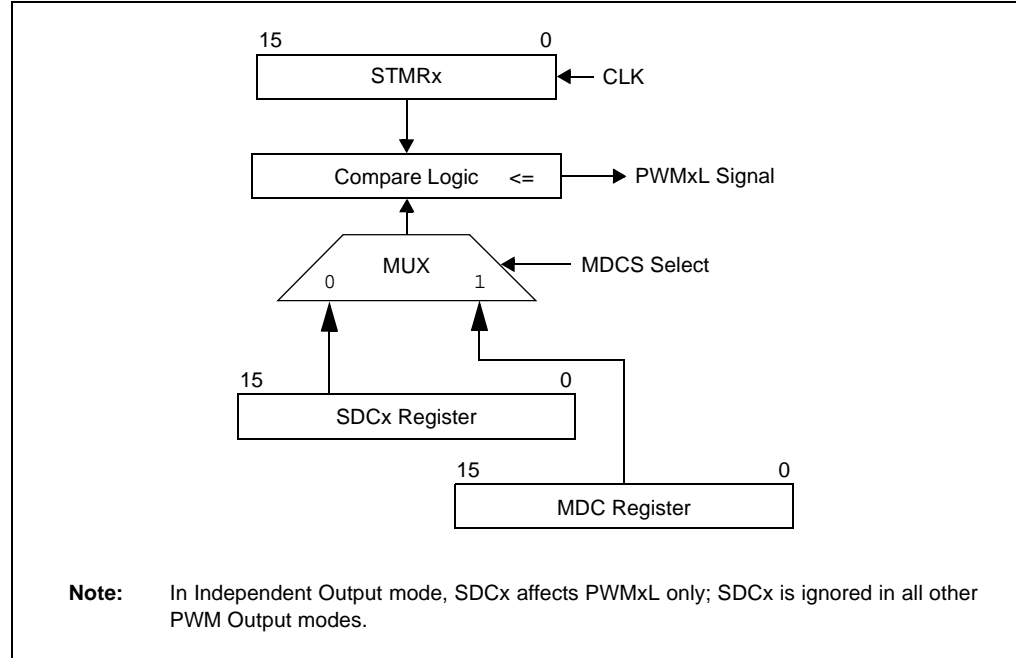 15 0
STMRx
CLK
Compare Logic <=
PWMxL Signal
MUX
MDCS Select
0 1
15 0
SDCx Register
15 0
MDC Register
Note: In Independent Output mode, SDCx affects PWMxL only; SDCx is ignored in all other
PWM Output modes.